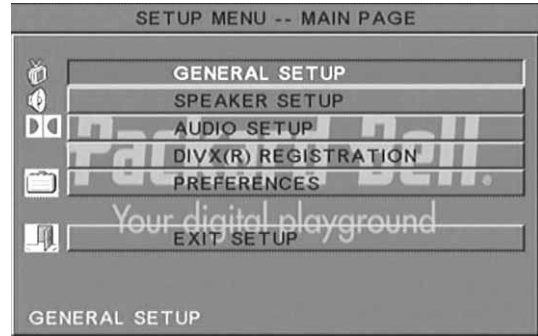 SETUP MENU -- MAIN PAGE
GENERAL SETUP
SPEAKER SETUP
AUDIO SETUP
DIVX(R) REGISTRATION
PREFERENCES
Packard Bell.
Your digital playground
EXIT SETUP
GENERAL SETUP